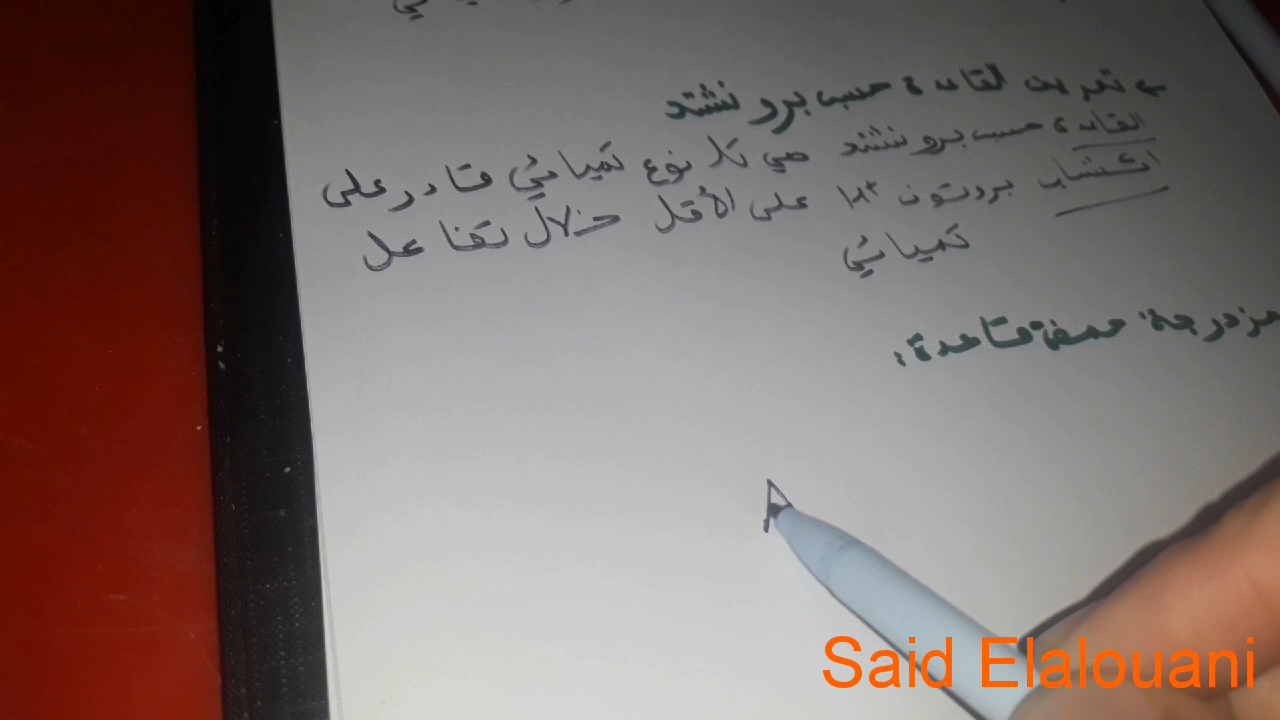 ← تعريف القاعدة حسب برونشتد
القاعدة حسب برونشتد هي كل نوع كيميائي قادر على
اكتساب بروتون H⁺ على الأقل خلال تفاعل
كيميائي
مزدوجة: حمض قاعدة:
A
Said Elalouani